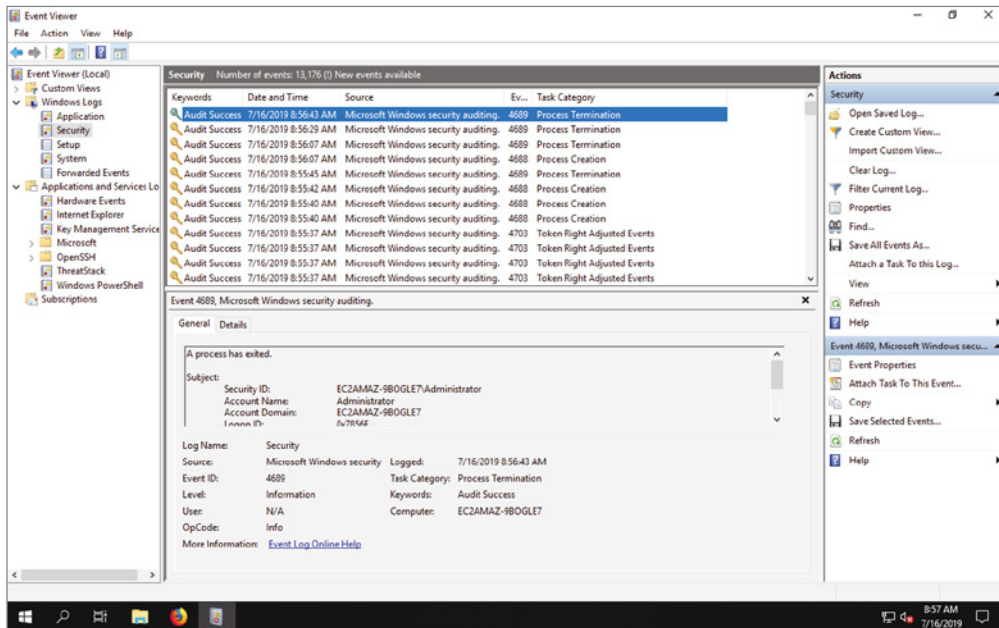 Event Viewer
File Action View Help
Event Viewer (Local)
Custom Views
Windows Logs
Application
Security
Setup
System
Forwarded Events
Applications and Services Lo
Hardware Events
Internet Explorer
Key Management Service
Microsoft
OpenSSH
ThreatStack
Windows PowerShell
Subscriptions
Security Number of events: 13,176 (!) New events available
Keywords Date and Time Source Ev... Task Category
Audit Success 7/16/2019 8:56:43 AM Microsoft Windows security auditing. 4689 Process Termination
Audit Success 7/16/2019 8:56:29 AM Microsoft Windows security auditing. 4689 Process Termination
Audit Success 7/16/2019 8:56:07 AM Microsoft Windows security auditing. 4689 Process Termination
Audit Success 7/16/2019 8:56:07 AM Microsoft Windows security auditing. 4688 Process Creation
Audit Success 7/16/2019 8:55:45 AM Microsoft Windows security auditing. 4689 Process Termination
Audit Success 7/16/2019 8:55:42 AM Microsoft Windows security auditing. 4688 Process Creation
Audit Success 7/16/2019 8:55:40 AM Microsoft Windows security auditing. 4688 Process Creation
Audit Success 7/16/2019 8:55:40 AM Microsoft Windows security auditing. 4688 Process Creation
Audit Success 7/16/2019 8:55:37 AM Microsoft Windows security auditing. 4703 Token Right Adjusted Events
Audit Success 7/16/2019 8:55:37 AM Microsoft Windows security auditing. 4703 Token Right Adjusted Events
Audit Success 7/16/2019 8:55:37 AM Microsoft Windows security auditing. 4703 Token Right Adjusted Events
Audit Success 7/16/2019 8:55:37 AM Microsoft Windows security auditing. 4703 Token Right Adjusted Events
Event 4689, Microsoft Windows security auditing.
General Details
A process has exited.
Subject:
Security ID: EC2AMAZ-9BOGLE7\Administrator
Account Name: Administrator
Account Domain: EC2AMAZ-9BOGLE7
Logon ID: 0x7856F
Log Name: Security
Source: Microsoft Windows security Logged: 7/16/2019 8:56:43 AM
Event ID: 4689 Task Category: Process Termination
Level: Information Keywords: Audit Success
User: N/A Computer: EC2AMAZ-9BOGLE7
OpCode: Info
More Information: Event Log Online Help
Actions
Security
Open Saved Log...
Create Custom View...
Import Custom View...
Clear Log...
Filter Current Log...
Properties
Find...
Save All Events As...
Attach a Task To this Log...
View
Refresh
Help
Event 4689, Microsoft Windows secu...
Event Properties
Attach Task To This Event...
Copy
Save Selected Events...
Refresh
Help
8:57 AM
7/16/2019